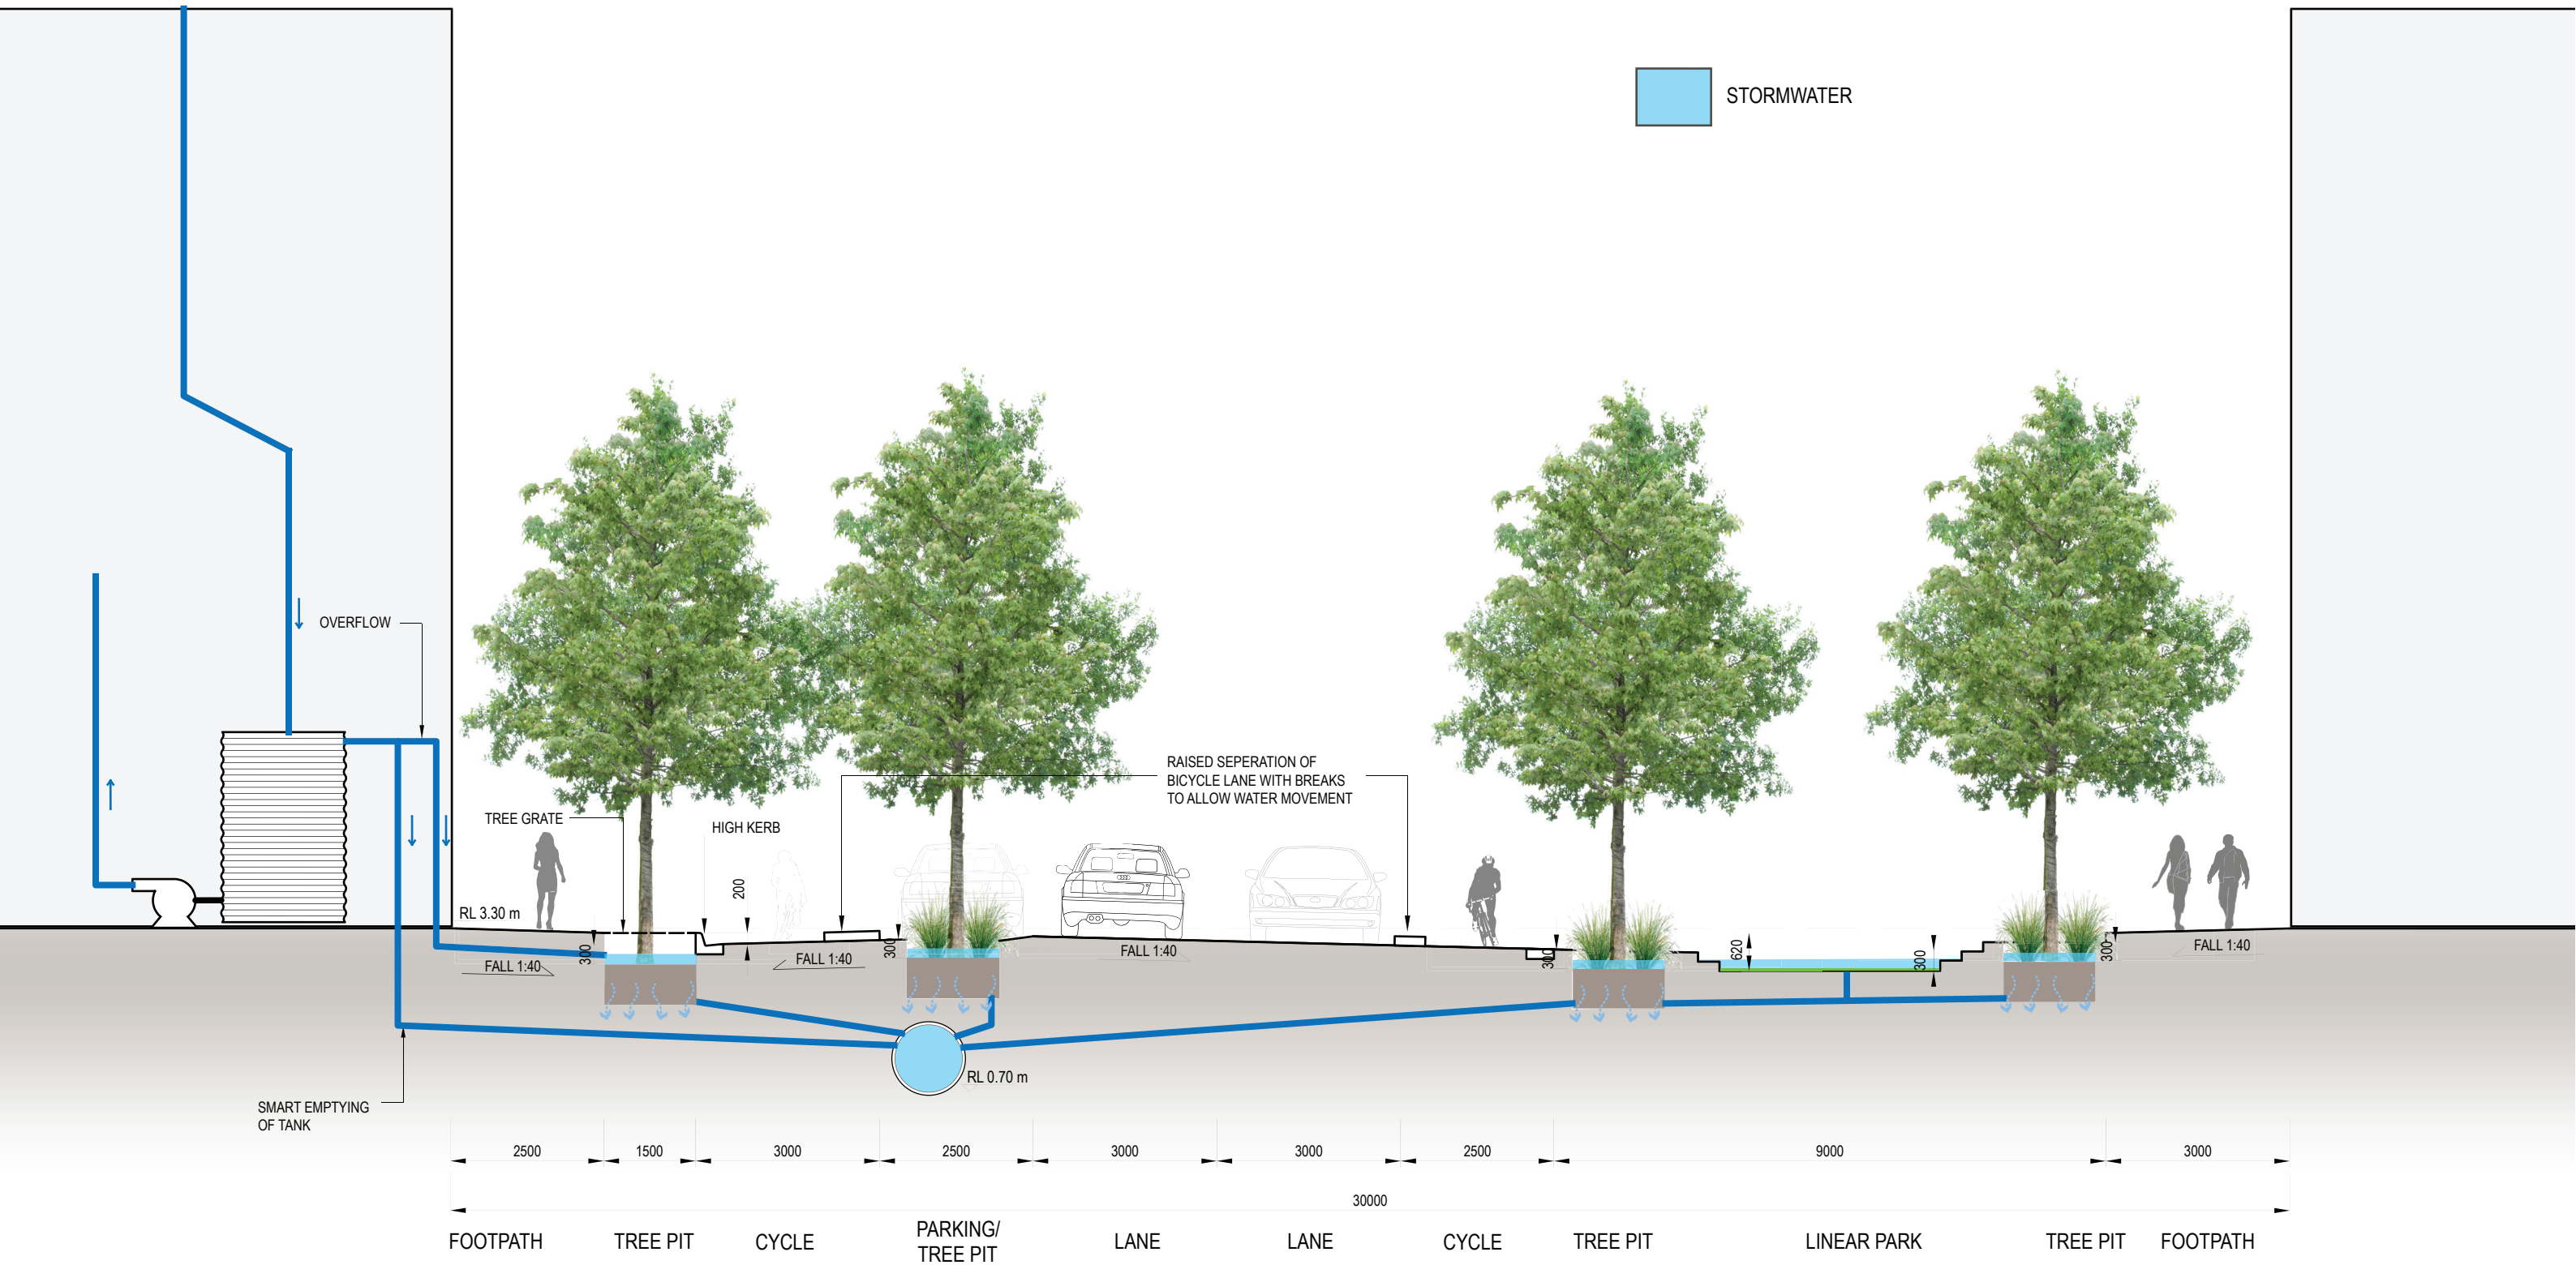 STORMWATER
OVERFLOW
RAISED SEPERATION OF
BICYCLE LANE WITH BREAKS
TO ALLOW WATER MOVEMENT
TREE GRATE
HIGH KERB
200
RL 3.30 m
300
FALL 1:40
FALL 1:40
300
FALL 1:40
300
620
300
300
FALL 1:40
RL 0.70 m
SMART EMPTYING
OF TANK
2500
1500
3000
2500
3000
3000
2500
9000
3000
30000
FOOTPATH
TREE PIT
CYCLE
PARKING/
TREE PIT
LANE
LANE
CYCLE
TREE PIT
LINEAR PARK
TREE PIT
FOOTPATH